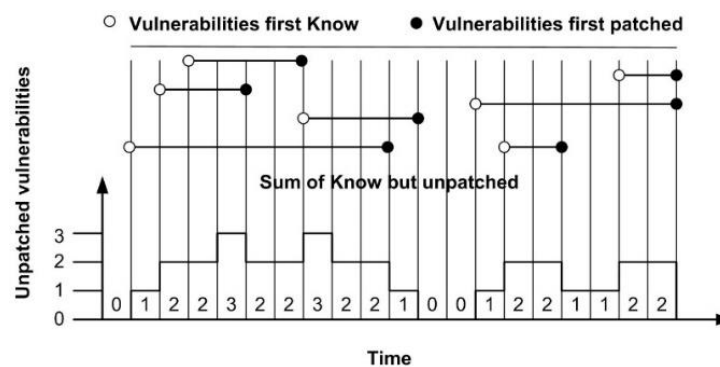 Vulnerabilities first Know
Vulnerabilities first patched
Unpatched vulnerabilities
Sum of Know but unpatched
3
2
1
0
0 1 2 2 3 2 2 3 2 2 1 0 0 1 2 2 1 1 2 2
Time